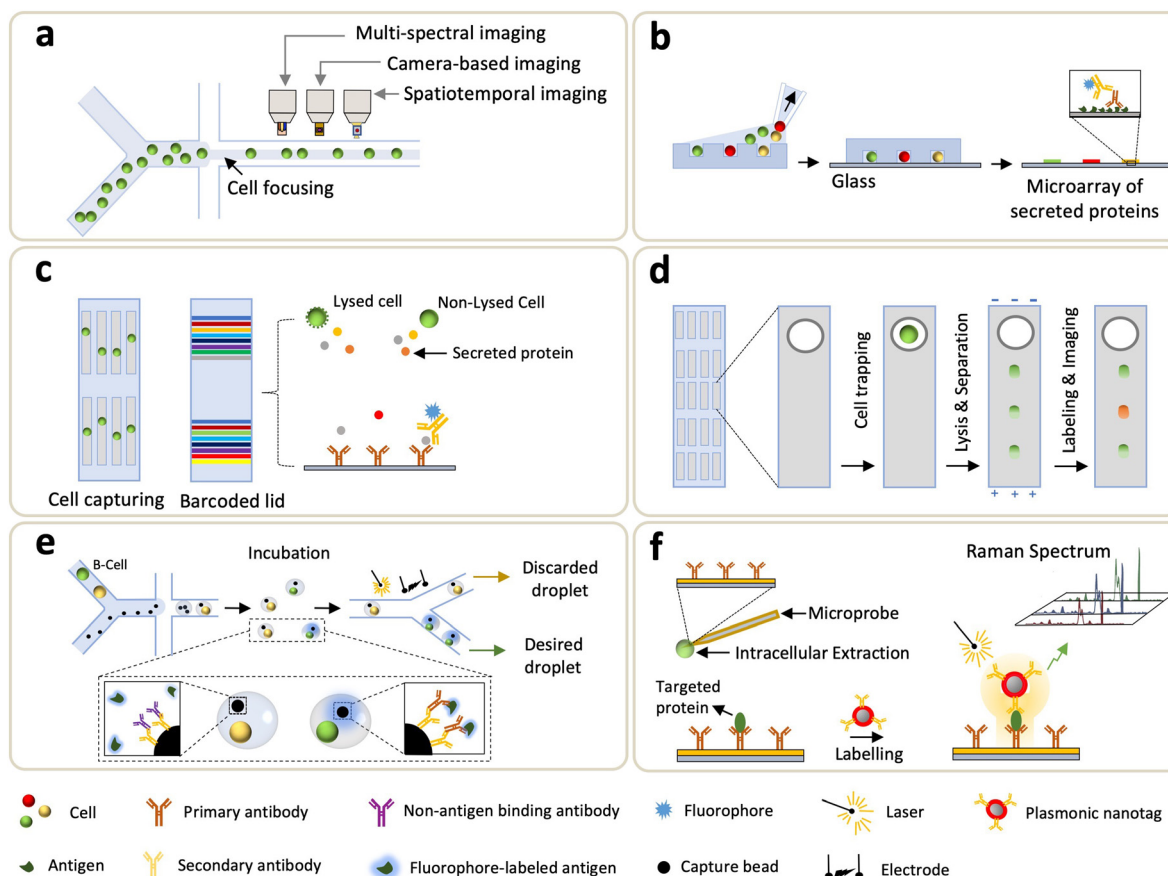 a
Multi-spectral imaging
Camera-based imaging
Spatiotemporal imaging
Cell focusing
b
Glass
Microarray of
secreted proteins
c
Lysed cell
Non-Lysed Cell
Secreted protein
Cell capturing
Barcoded lid
d
Cell trapping
Lysis & Separation
- - -
+ + +
Labeling & Imaging
e
B-Cell
Incubation
Discarded
droplet
Desired
droplet
f
Raman Spectrum
Microprobe
Intracellular Extraction
Targeted
protein
Labelling
Cell
Primary antibody
Non-antigen binding antibody
Fluorophore
Laser
Plasmonic nanotag
Antigen
Secondary antibody
Fluorophore-labeled antigen
Capture bead
Electrode